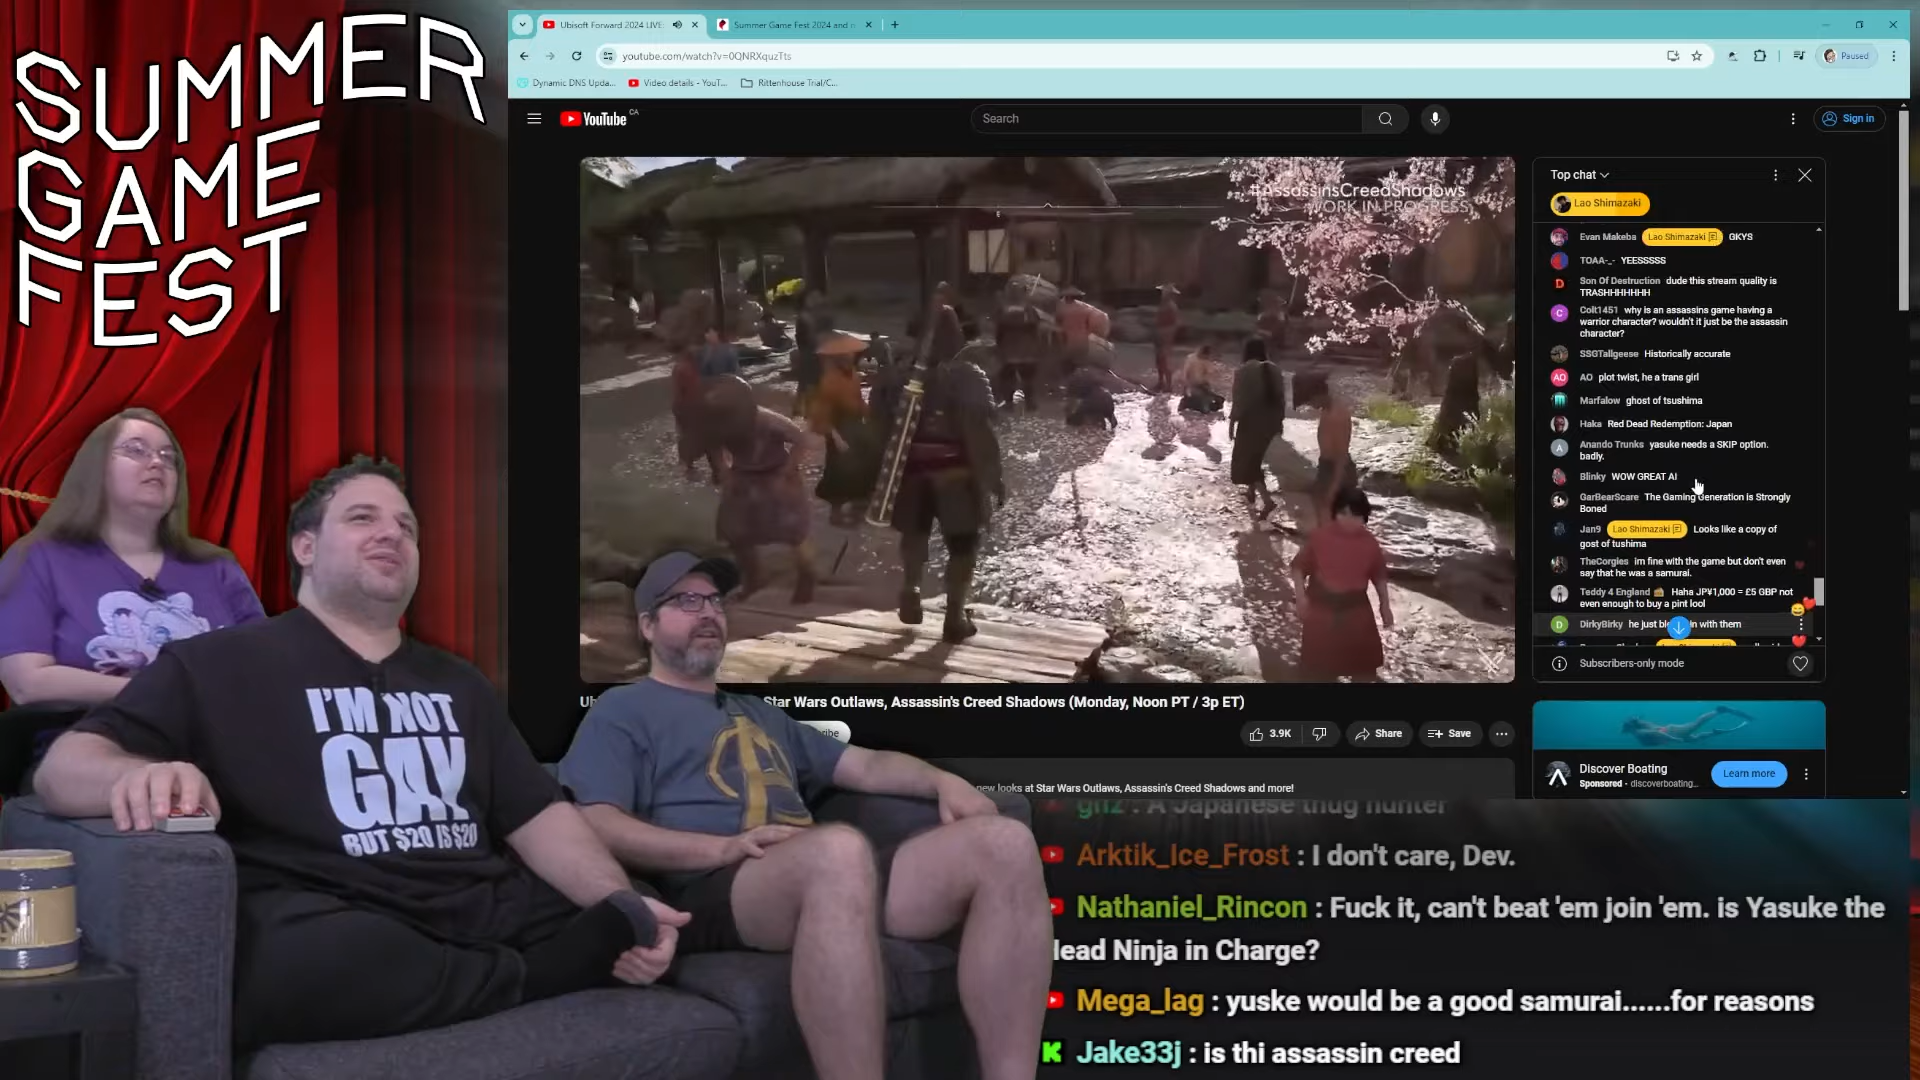 SUMMER
GAME
FEST
Ubisoft Forward 2024 LIVE
Summer Game Fest 2024 and
youtube.com/watch?v=0QNRXquzTts
Paused
Dynamic DNS Upda...
Video details - YouT...
Rittenhouse Trial/C...
YouTube CA
Search
Sign in
#AssassinsCreedShadows
WORK IN PROGRESS
E
Top chat
Lao Shimazaki
Evan Makeba Lao Shimazaki GKYS
TOAA-_- YEESSSSS
Son Of Destruction dude this stream quality is
TRASHHHHHHH
Colt1451 why is an assassins game having a
warrior character? wouldn't it just be the assassin
character?
SSGTallgeese Historically accurate
AO plot twist, he a trans girl
Marfalow ghost of tsushima
Haka Red Dead Redemption: Japan
Anando Trunks yasuke needs a SKIP option.
badly.
Blinky WOW GREAT AI
GarBearScare The Gaming Generation is Strongly
Boned
Jan9 Lao Shimazaki Looks like a copy of
gost of tushima
TheCorgies im fine with the game but don't even
say that he was a samurai.
Teddy 4 England Haha JP¥1,000 = £5 GBP not
even enough to buy a pint lool
DirkyBirky he just in with them
Subscribers-only mode
Star Wars Outlaws, Assassin's Creed Shadows (Monday, Noon PT / 3p ET)
3.9K
Share
Save
new looks at Star Wars Outlaws, Assassin's Creed Shadows and more!
Discover Boating
Sponsored · discoverboating...
Learn more
I'M NOT
GAY
BUT $20 IS $20
: A Japanese thug hunter
Arktik_Ice_Frost : I don't care, Dev.
Nathaniel_Rincon : Fuck it, can't beat 'em join 'em. is Yasuke the
Head Ninja in Charge?
Mega_lag : yuske would be a good samurai......for reasons
Jake33j : is thi assassin creed